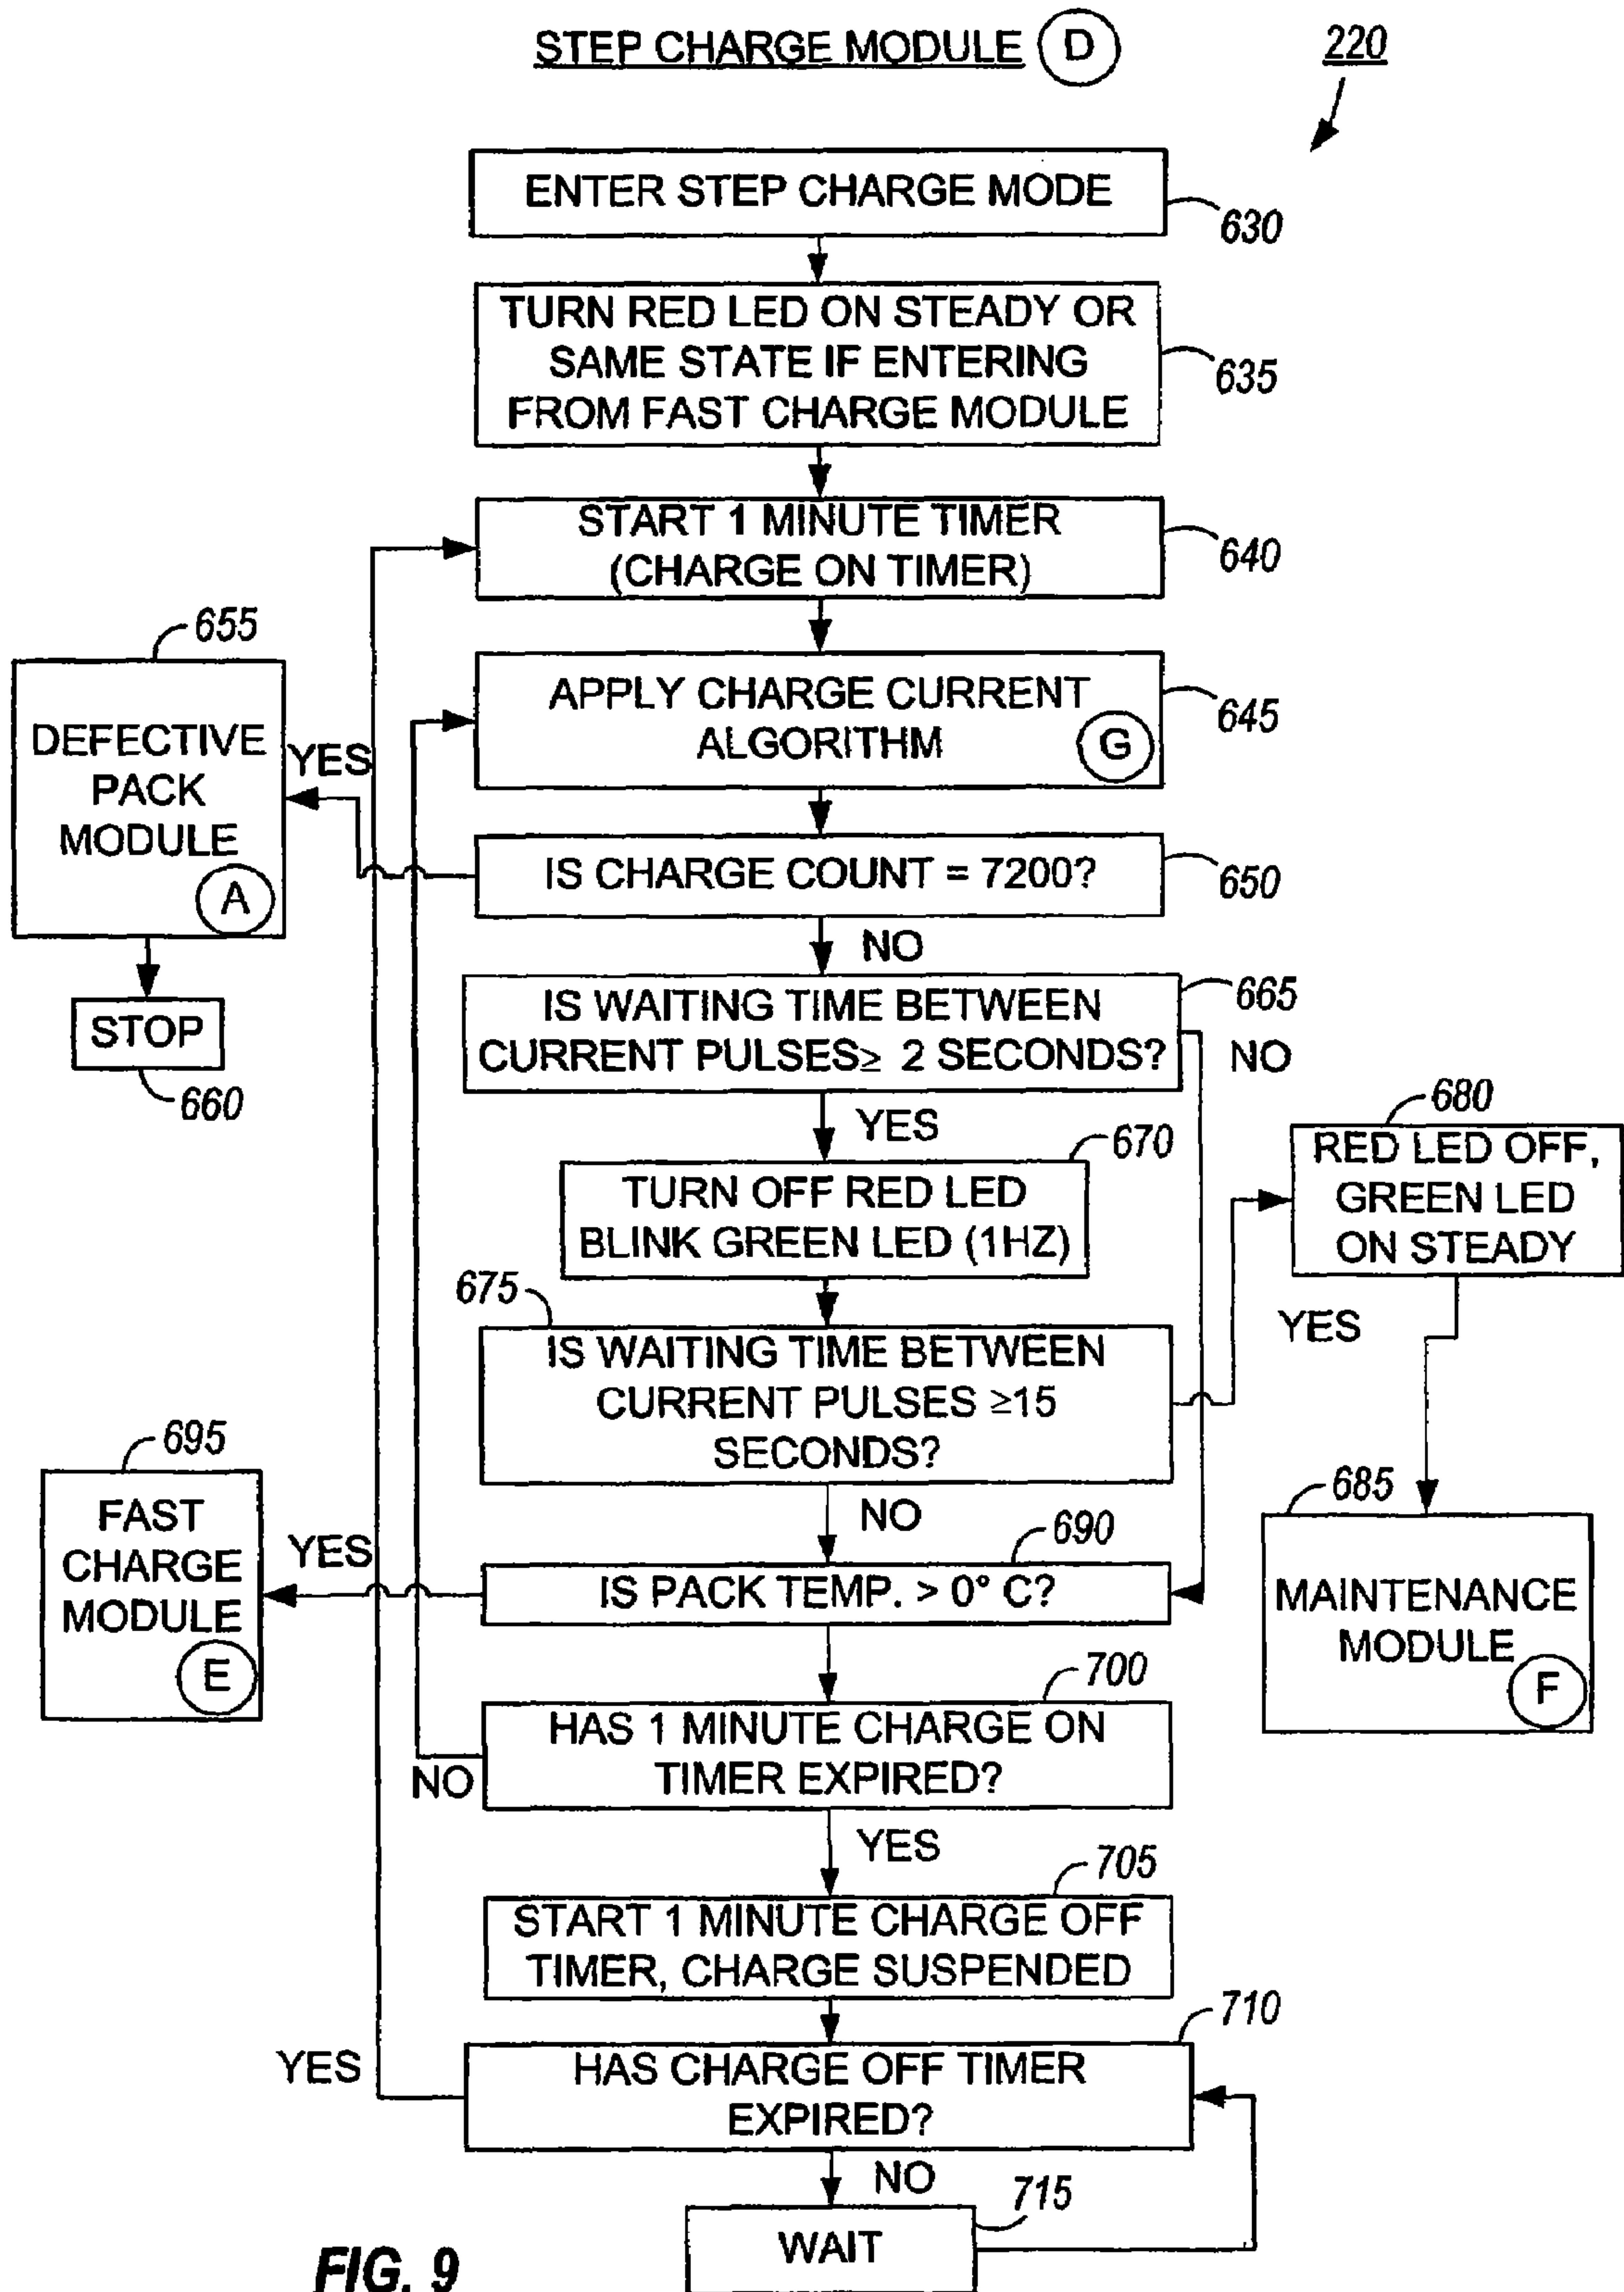 STEP CHARGE MODULE D
220
ENTER STEP CHARGE MODE
630
TURN RED LED ON STEADY OR
SAME STATE IF ENTERING
FROM FAST CHARGE MODULE
635
START 1 MINUTE TIMER
(CHARGE ON TIMER)
640
APPLY CHARGE CURRENT
ALGORITHM
G
645
655
DEFECTIVE
PACK
MODULE
A
YES
IS CHARGE COUNT = 7200?
650
NO
STOP
660
IS WAITING TIME BETWEEN
CURRENT PULSES≥ 2 SECONDS?
665
NO
YES
670
TURN OFF RED LED
BLINK GREEN LED (1HZ)
680
RED LED OFF,
GREEN LED
ON STEADY
YES
675
IS WAITING TIME BETWEEN
CURRENT PULSES ≥15
SECONDS?
NO
685
MAINTENANCE
MODULE
F
695
FAST
CHARGE
MODULE
E
YES
690
IS PACK TEMP. > 0° C?
700
HAS 1 MINUTE CHARGE ON
TIMER EXPIRED?
NO
YES
705
START 1 MINUTE CHARGE OFF
TIMER, CHARGE SUSPENDED
710
HAS CHARGE OFF TIMER
EXPIRED?
YES
NO
715
WAIT
FIG. 9